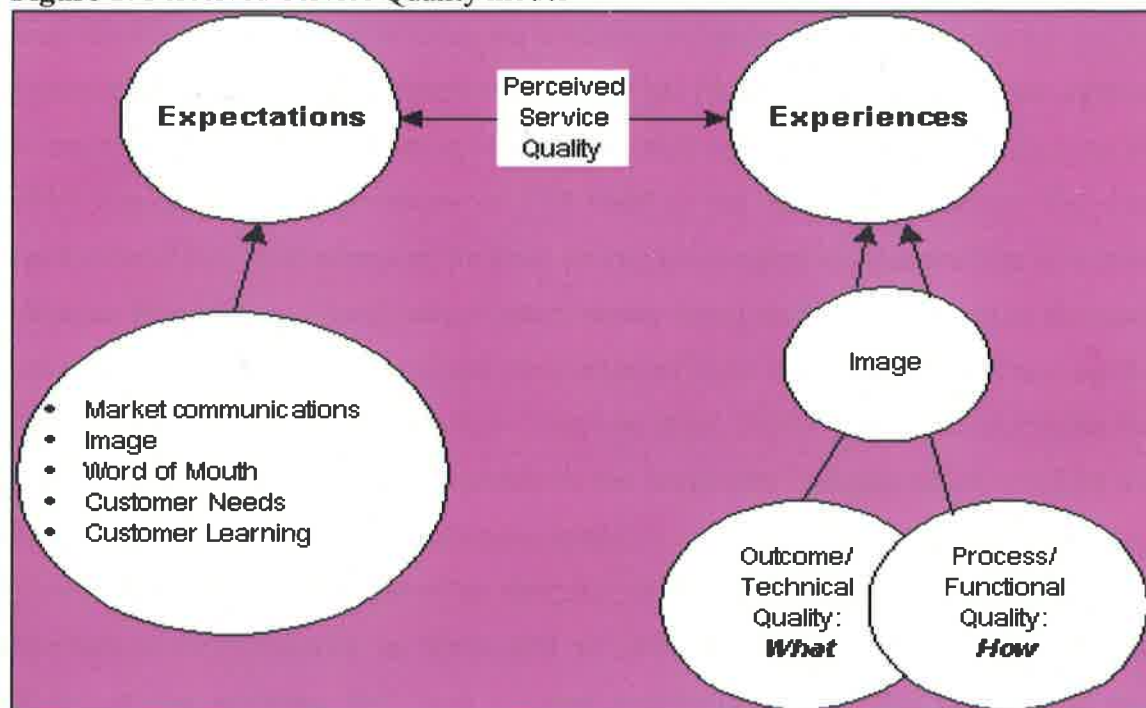 Expectations
Perceived
Service
Quality
Experiences
Image
• Market communications
• Image
• Word of Mouth
• Customer Needs
• Customer Learning
Outcome/
Technical
Quality:
What
Process/
Functional
Quality:
How